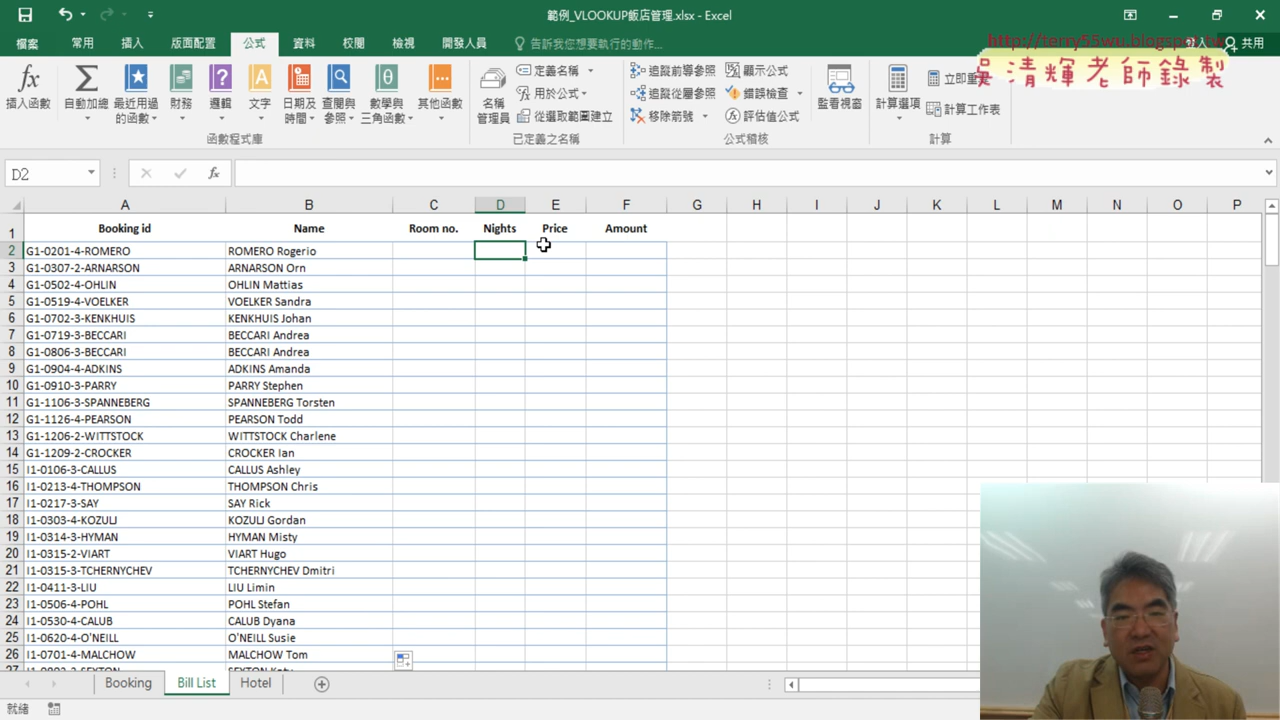 範例_VLOOKUP飯店管理.xlsx - Excel
檔案 常用 插入 版面配置 公式 資料 校閱 檢視 開發人員 告訴我您想要執行的動作... 登入 共用
http://terry55wu.blogspot.tw
吳清輝老師錄製
插入函數 自動加總 最近用過的函數 財務 邏輯 文字 日期及時間 查閱與參照 數學與三角函數 其他函數
函數程式庫
名稱管理員 定義名稱 用於公式 從選取範圍建立
已定義之名稱
追蹤前導參照 追蹤從屬參照 移除箭號 顯示公式 錯誤檢查 評估值公式 監看視窗
公式稽核
計算選項 立即重 計算工作表
計算
D2 fx
A B C D E F G H I J K L M N O P
1 Booking id Name Room no. Nights Price Amount
2 G1-0201-4-ROMERO ROMERO Rogerio
3 G1-0307-2-ARNARSON ARNARSON Orn
4 G1-0502-4-OHLIN OHLIN Mattias
5 G1-0519-4-VOELKER VOELKER Sandra
6 G1-0702-3-KENKHUIS KENKHUIS Johan
7 G1-0719-3-BECCARI BECCARI Andrea
8 G1-0806-3-BECCARI BECCARI Andrea
9 G1-0904-4-ADKINS ADKINS Amanda
10 G1-0910-3-PARRY PARRY Stephen
11 G1-1106-3-SPANNEBERG SPANNEBERG Torsten
12 G1-1126-4-PEARSON PEARSON Todd
13 G1-1206-2-WITTSTOCK WITTSTOCK Charlene
14 G1-1209-2-CROCKER CROCKER Ian
15 I1-0106-3-CALLUS CALLUS Ashley
16 I1-0213-4-THOMPSON THOMPSON Chris
17 I1-0217-3-SAY SAY Rick
18 I1-0303-4-KOZULJ KOZULJ Gordan
19 I1-0314-3-HYMAN HYMAN Misty
20 I1-0315-2-VIART VIART Hugo
21 I1-0315-3-TCHERNYCHEV TCHERNYCHEV Dmitri
22 I1-0411-3-LIU LIU Limin
23 I1-0506-4-POHL POHL Stefan
24 I1-0530-4-CALUB CALUB Dyana
25 I1-0620-4-O'NEILL O'NEILL Susie
26 I1-0701-4-MALCHOW MALCHOW Tom
Booking Bill List Hotel
就緒